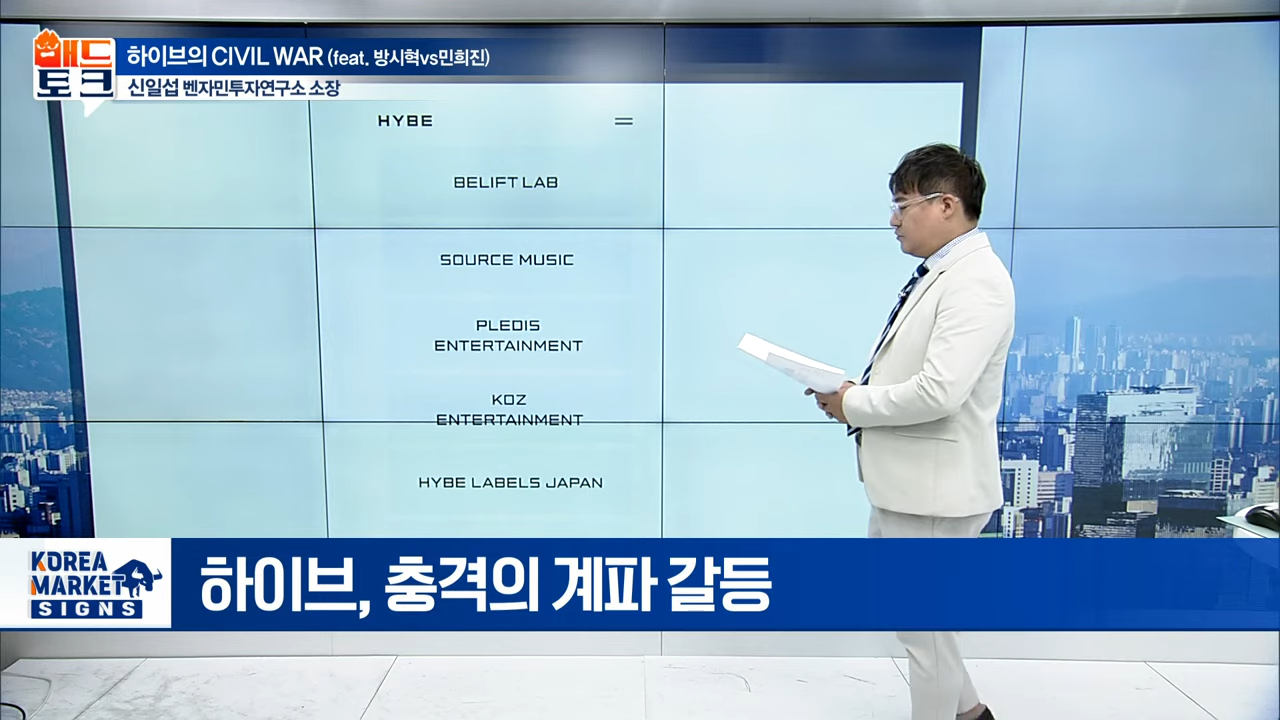 매드
토크
하이브의 CIVIL WAR (feat. 방시혁vs민희진)
신일섭 벤자민투자연구소 소장
HYBE
BELIFT LAB
SOURCE MUSIC
PLEDIS
ENTERTAINMENT
KOZ
ENTERTAINMENT
HYBE LABELS JAPAN
KOREA
MARKET
SIGNS
하이브, 충격의 계파 갈등